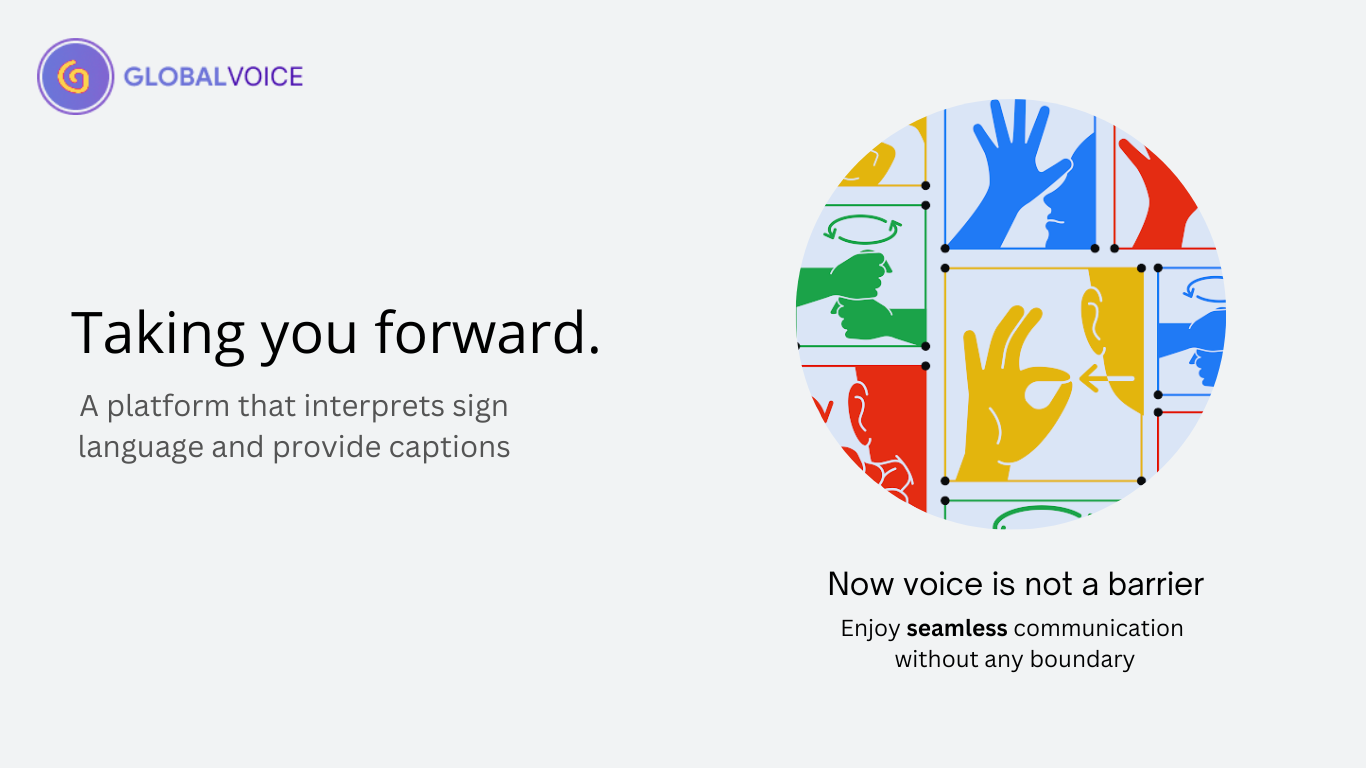 GLOBALVOICE
Taking you forward.
A platform that interprets sign
language and provide captions
Now voice is not a barrier
Enjoy seamless communication
without any boundary